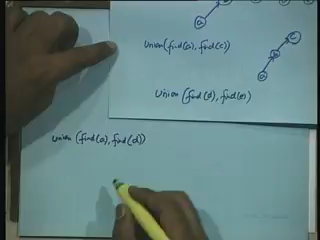 a
union(find(a), find(c))
c
b
a
union (find(d), find(e))
union (find(a), find(d))